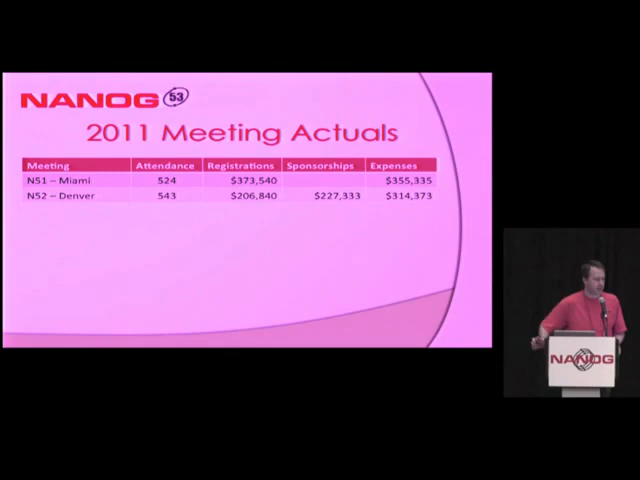 NANOG 53
2011 Meeting Actuals
Meeting Attendance Registrations Sponsorships Expenses
N51 – Miami 524 $373,540 $355,335
N52 – Denver 543 $206,840 $227,333 $314,373
NANOG